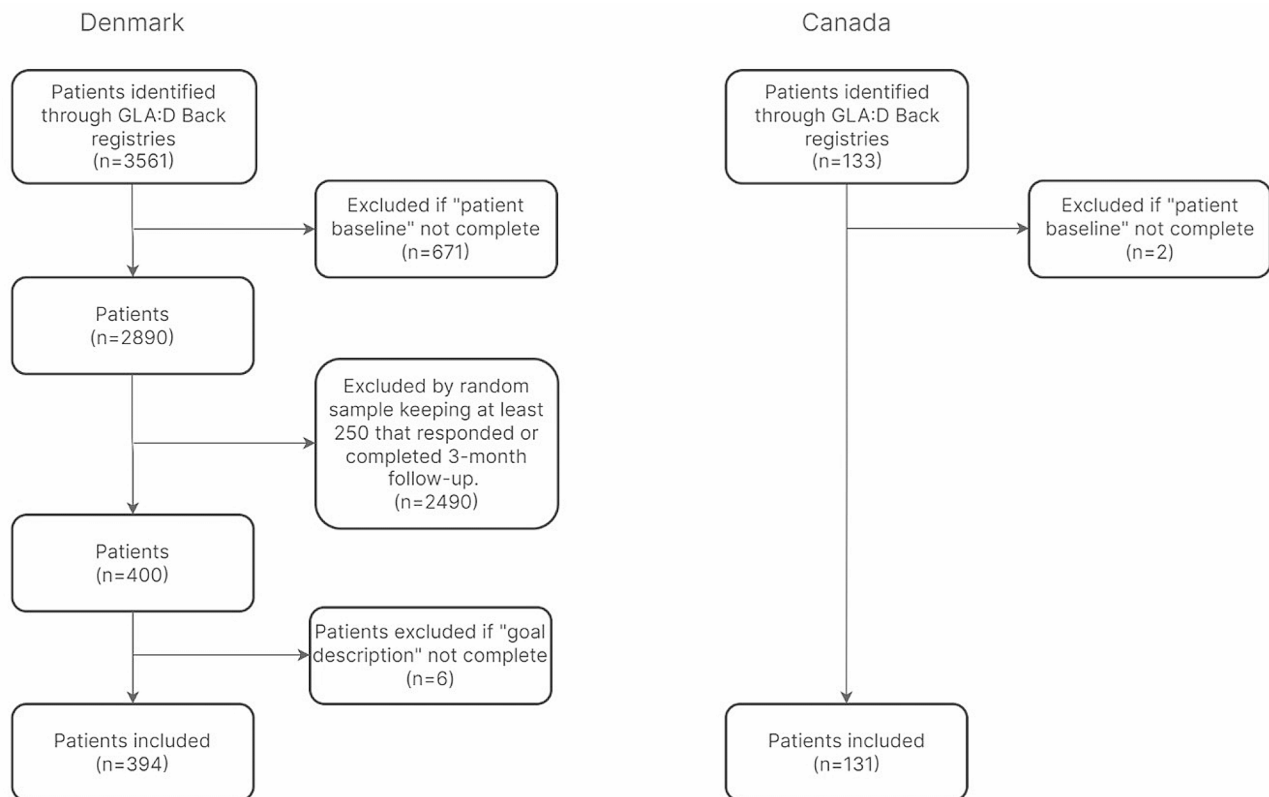 Denmark
Patients identified
through GLA:D Back
registries
(n=3561)
Excluded if "patient
baseline" not complete
(n=671)
Patients
(n=2890)
Excluded by random
sample keeping at least
250 that responded or
completed 3-month
follow-up.
(n=2490)
Patients
(n=400)
Patients excluded if "goal
description" not complete
(n=6)
Patients included
(n=394)
Canada
Patients identified
through GLA:D Back
registries
(n=133)
Excluded if "patient
baseline" not complete
(n=2)
Patients included
(n=131)